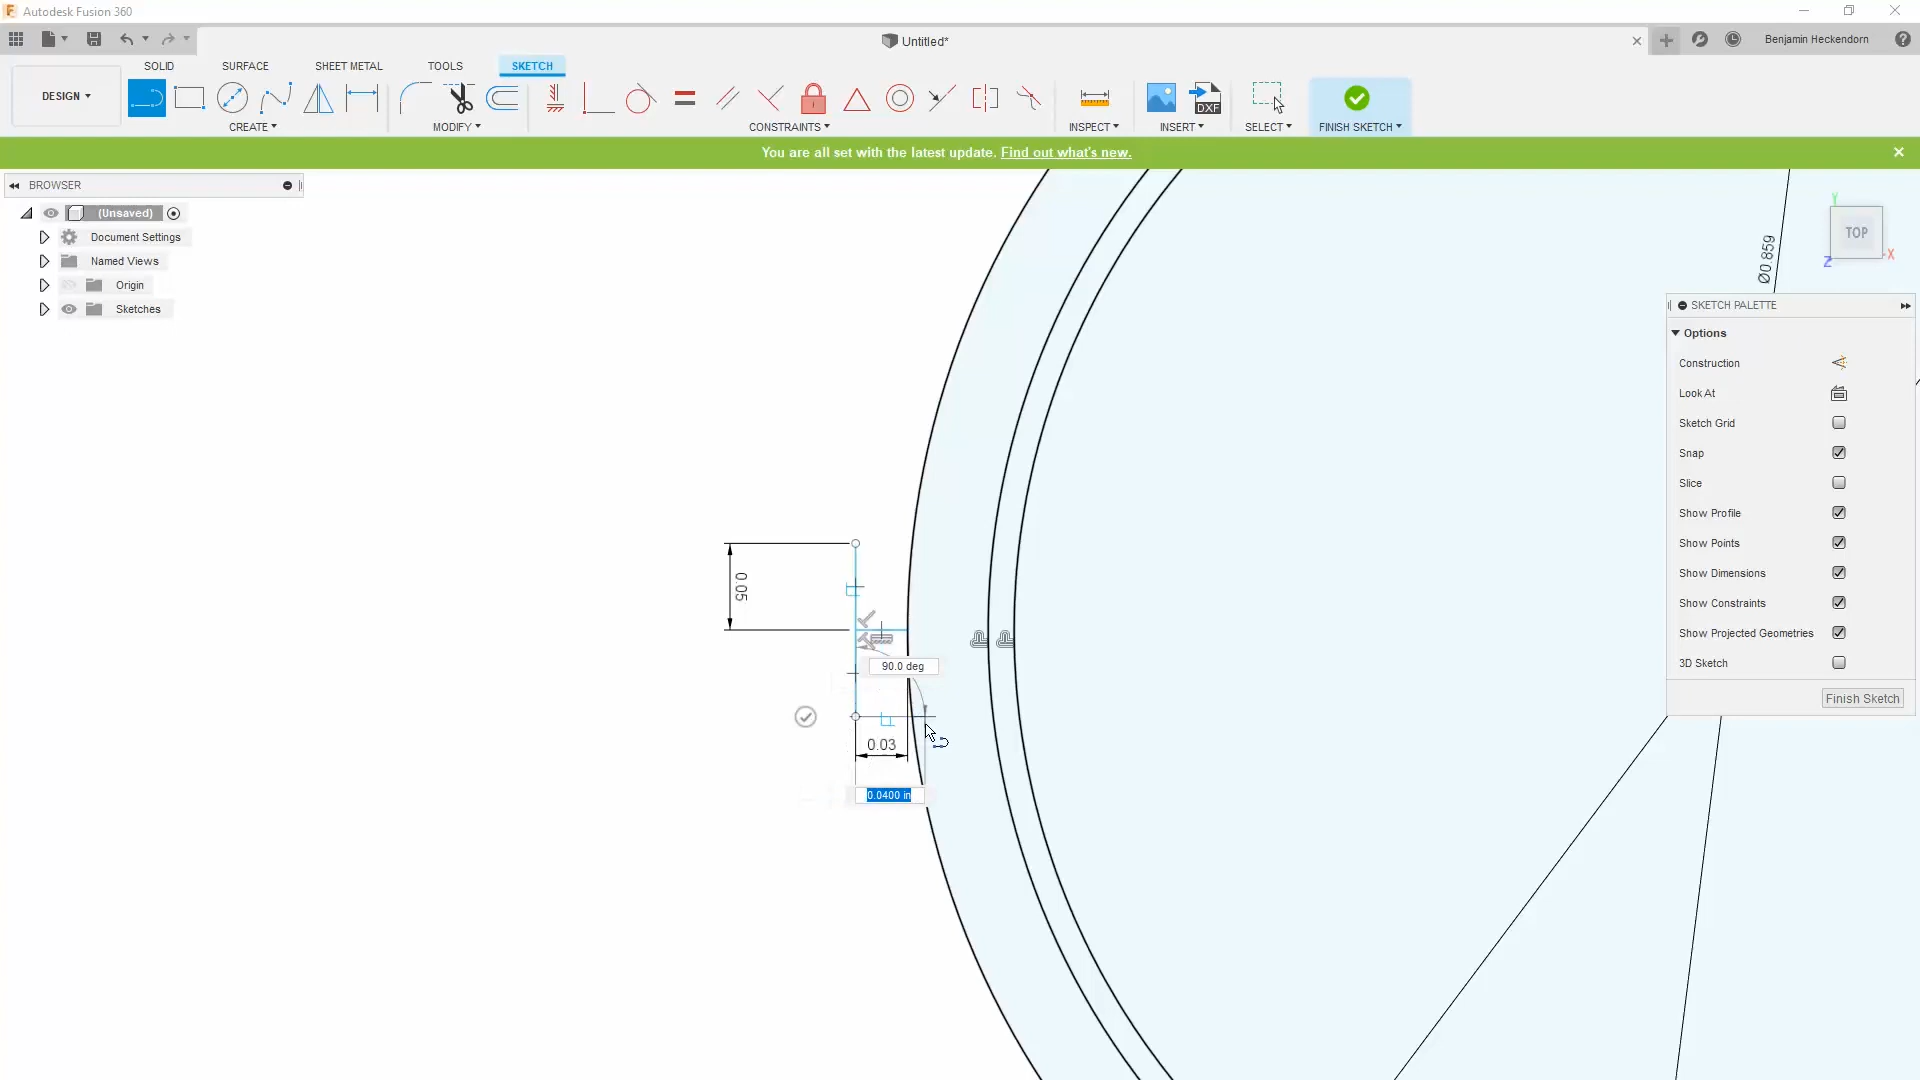 Autodesk Fusion 360
Untitled*
Benjamin Heckendorn
SOLID SURFACE SHEET METAL TOOLS SKETCH
DESIGN
DXF
CREATE MODIFY CONSTRAINTS INSPECT INSERT SELECT FINISH SKETCH
You are all set with the latest update. Find out what's new.
BROWSER
(Unsaved)
Document Settings
Named Views
Origin
Sketches
Y
TOP
X
Z
Ø0.859
SKETCH PALETTE
Options
Construction
Look At
Sketch Grid
Snap
Slice
Show Profile
Show Points
Show Dimensions
Show Constraints
Show Projected Geometries
3D Sketch
Finish Sketch
0.05
90.0 deg
0.03
0.0400 in